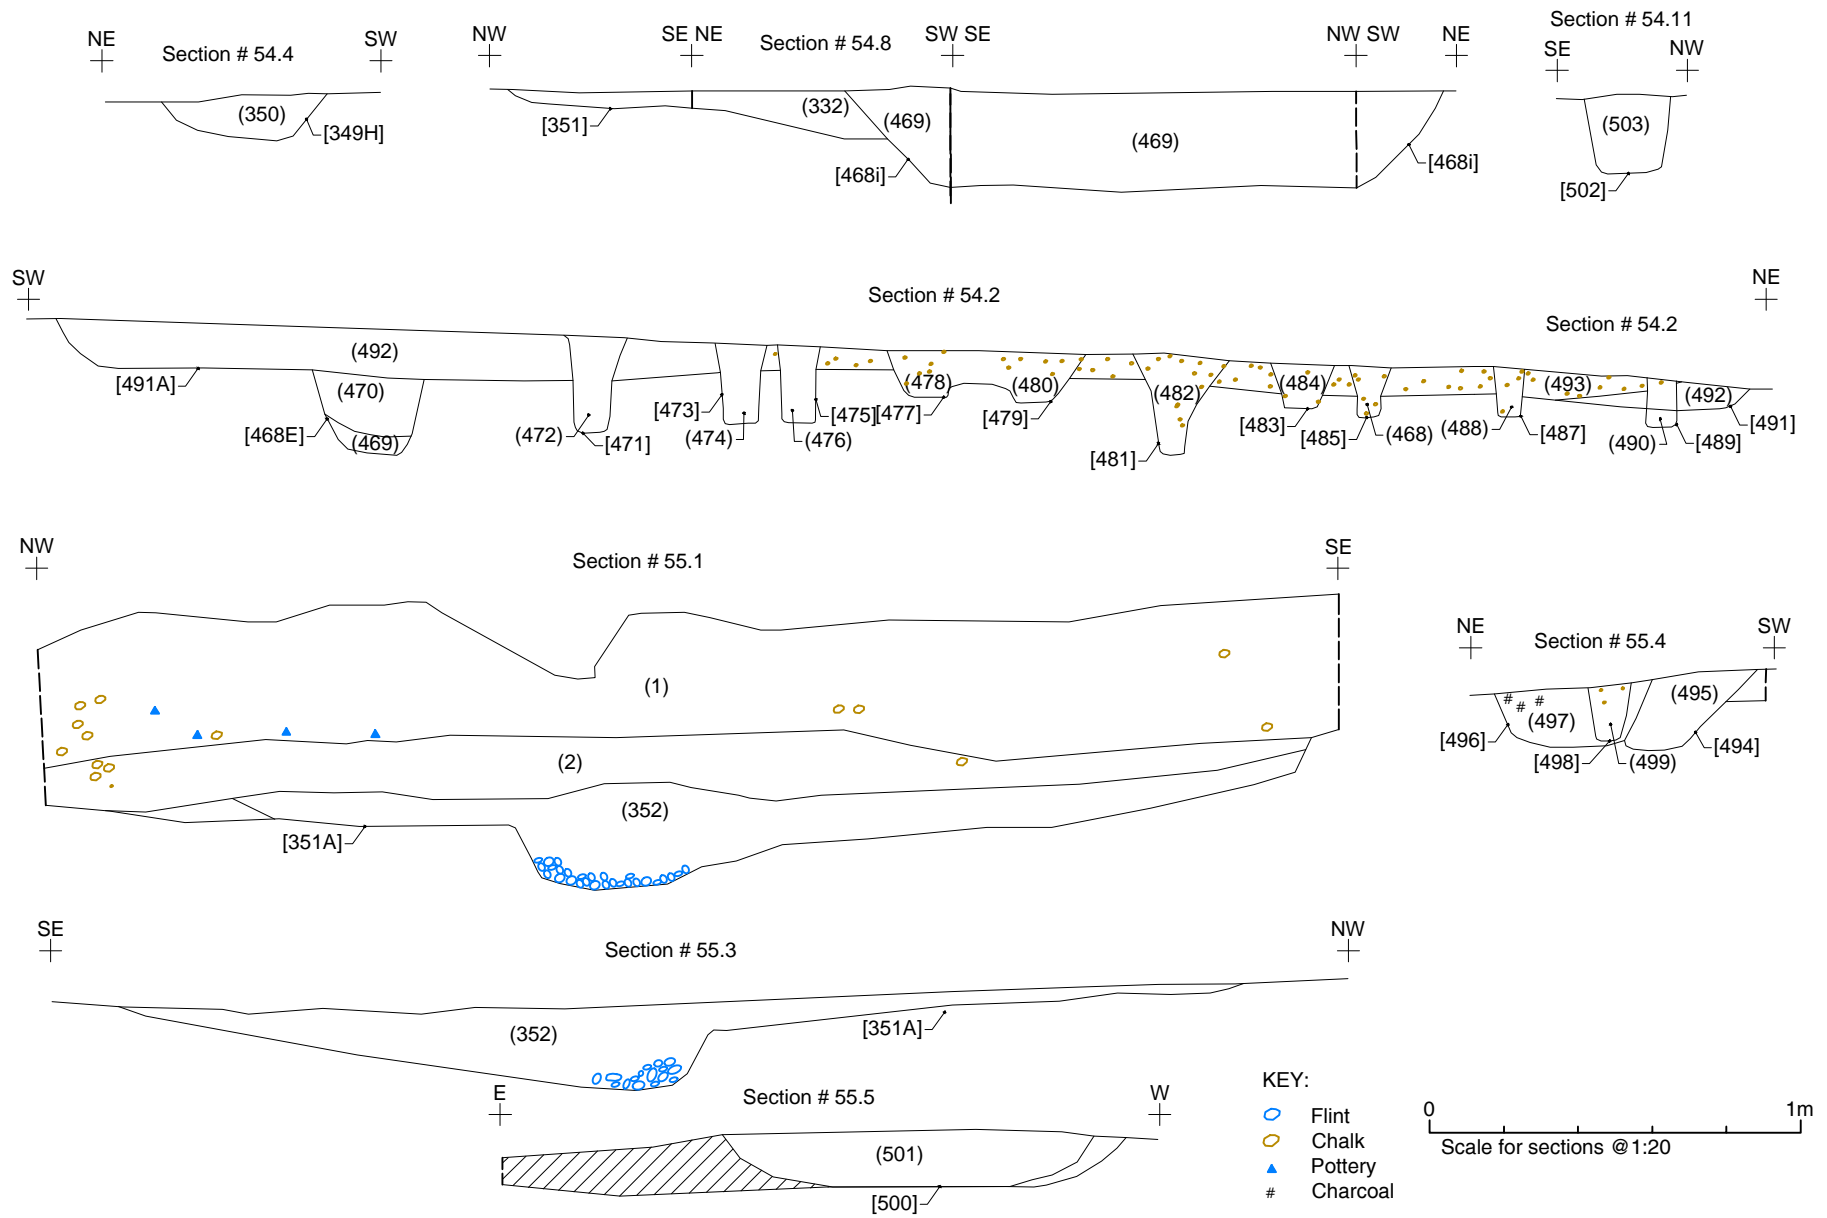 NE Section # 54.4 SW
(350)
[349H]
NW SE NE Section # 54.8 SW SE NW SW NE
(332)
(469)
(469)
[351]
[468i]
[468i]
Section # 54.11
SE NW
(503)
[502]
SW Section # 54.2 NE
Section # 54.2
(492)
[491A]
(470)
[468E]
(469)
(472)
[471]
[473]
(474)
(476)
[475]
[477]
(478)
(480)
[479]
(482)
[481]
(484)
[483]
[485]
(468)
(488)
[487]
(493)
(490)
[489]
(492)
[491]
NW Section # 55.1 SE
(1)
(2)
(352)
[351A]
NE Section # 55.4 SW
# # #
(497)
(495)
[496]
[498]
(499)
[494]
SE Section # 55.3 NW
(352)
[351A]
E Section # 55.5 W
(501)
[500]
KEY:
Flint
Chalk
Pottery
# Charcoal
0 1m
Scale for sections @1:20